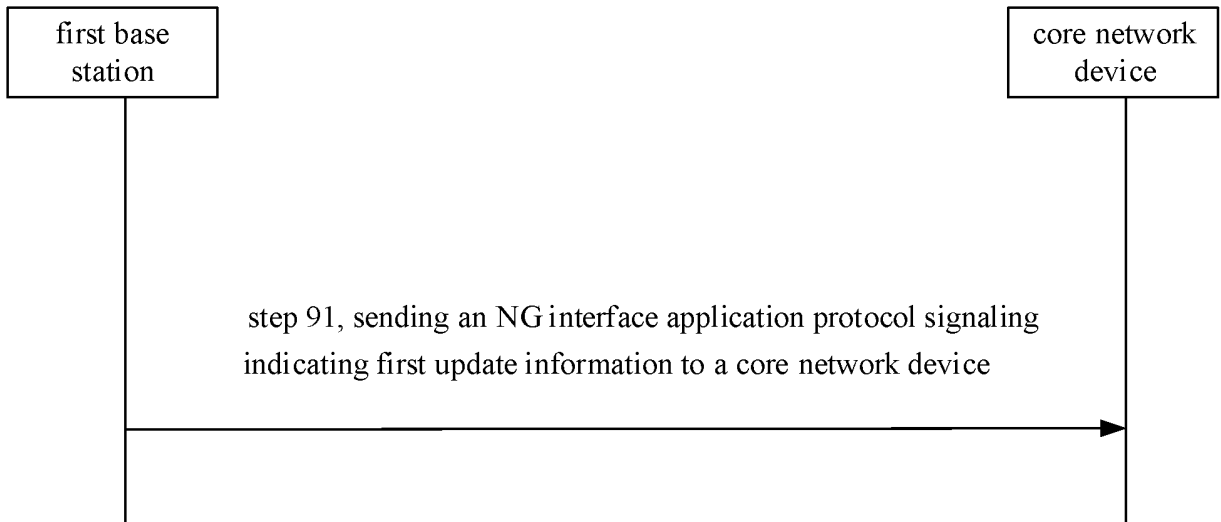 first base
station
core network
device
step 91, sending an NG interface application protocol signaling
indicating first update information to a core network device